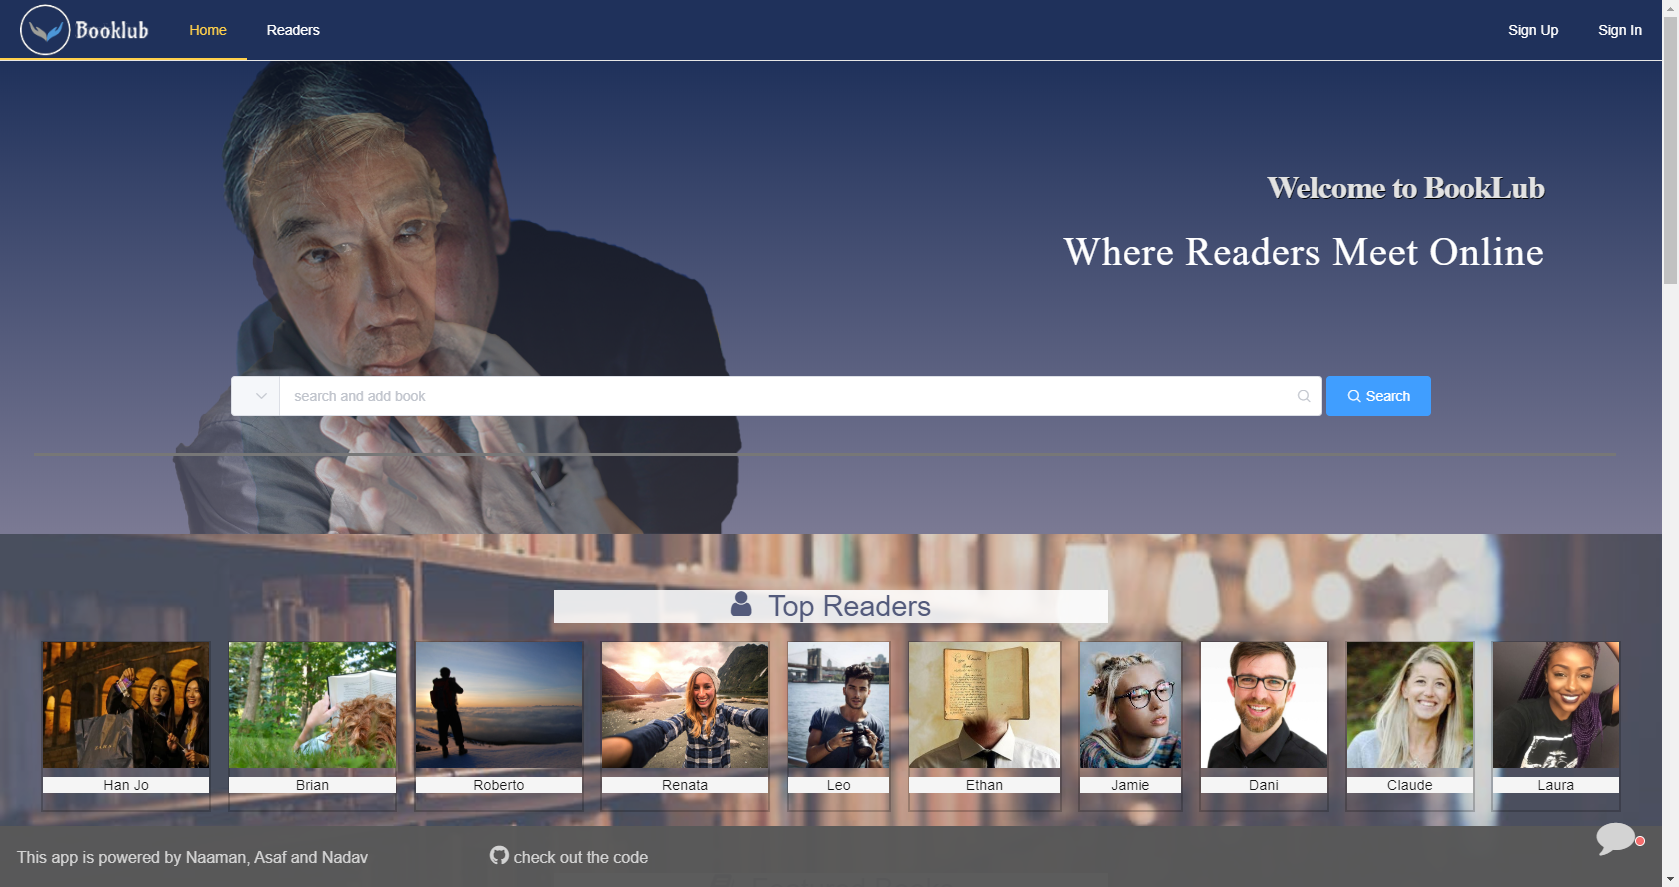 Booklub
Home
Readers
Sign Up
Sign In
Welcome to BookLub
Where Readers Meet Online
search and add book
Search
Top Readers
Han Jo
Brian
Roberto
Renata
Leo
Ethan
Jamie
Dani
Claude
Laura
This app is powered by Naaman, Asaf and Nadav
check out the code